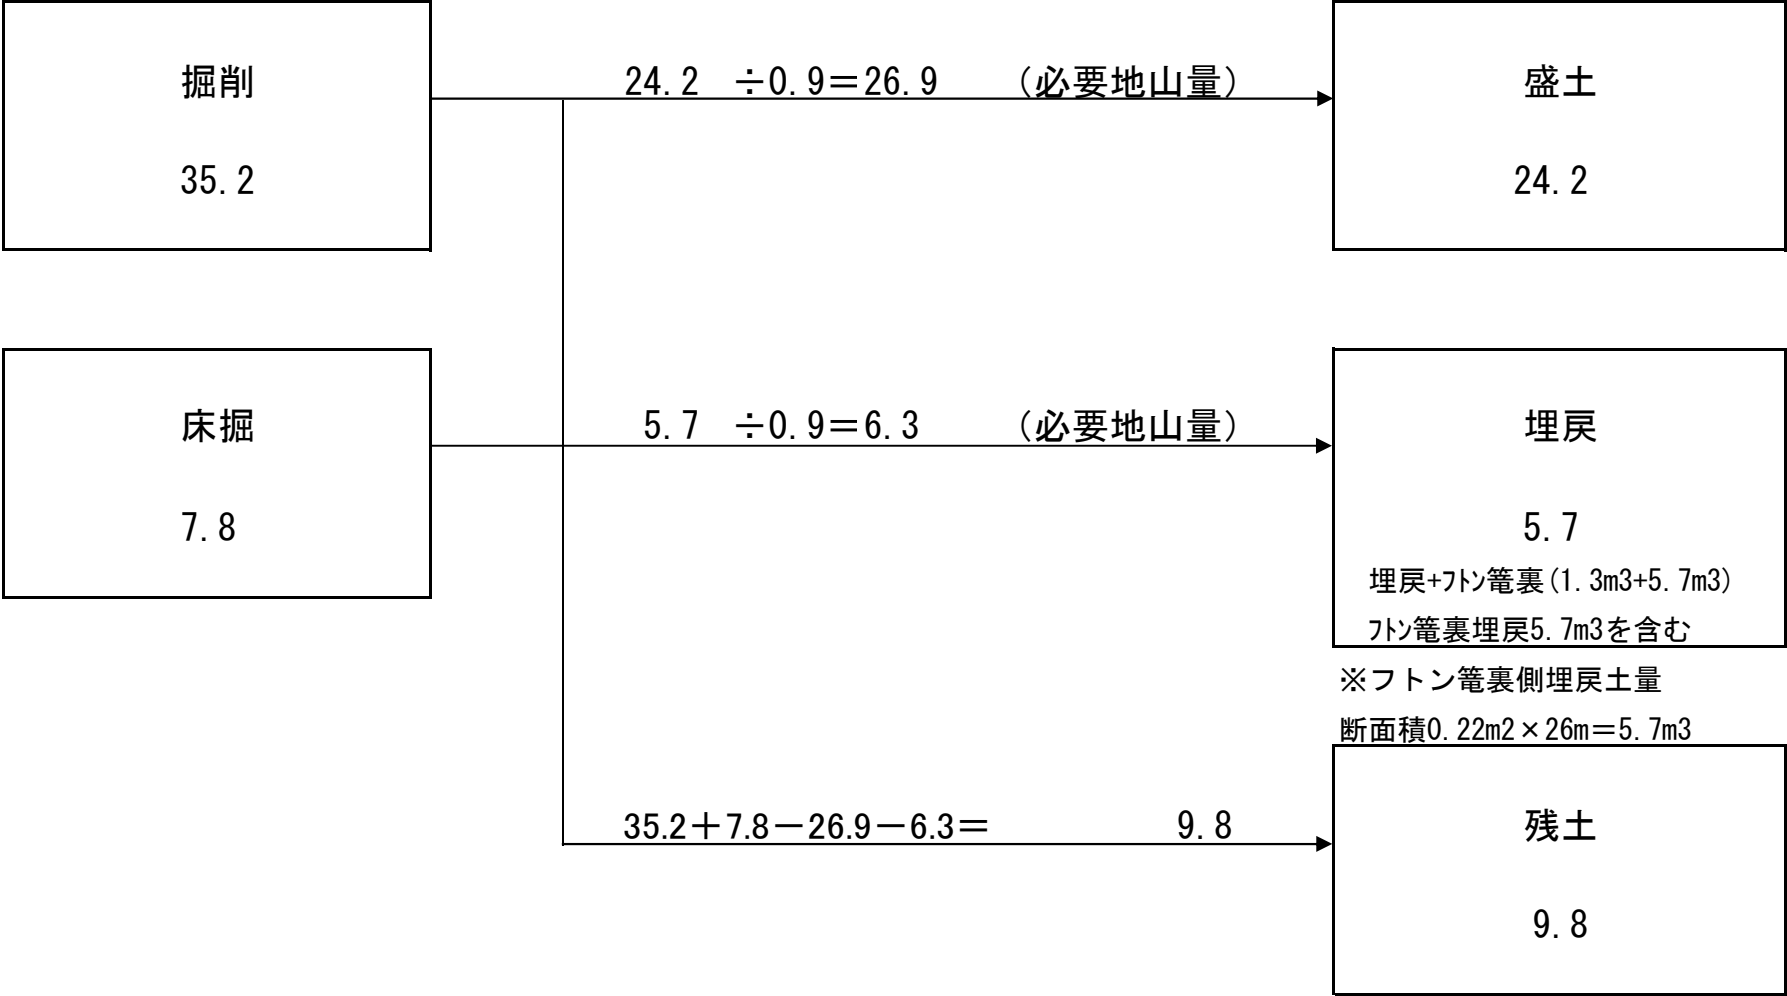 掘削
24.2 ÷0.9＝26.9 （必要地山量）
盛土
35.2
24.2
床掘
5.7 ÷0.9＝6.3 （必要地山量）
埋戻
7.8
5.7
埋戻+ﾌﾄﾝ篭裏(1.3m3+5.7m3)
ﾌﾄﾝ篭裏埋戻5.7m3を含む
※フトン篭裏側埋戻土量
断面積0.22m2×26m＝5.7m3
35.2＋7.8－26.9－6.3＝ 9.8
残土
9.8